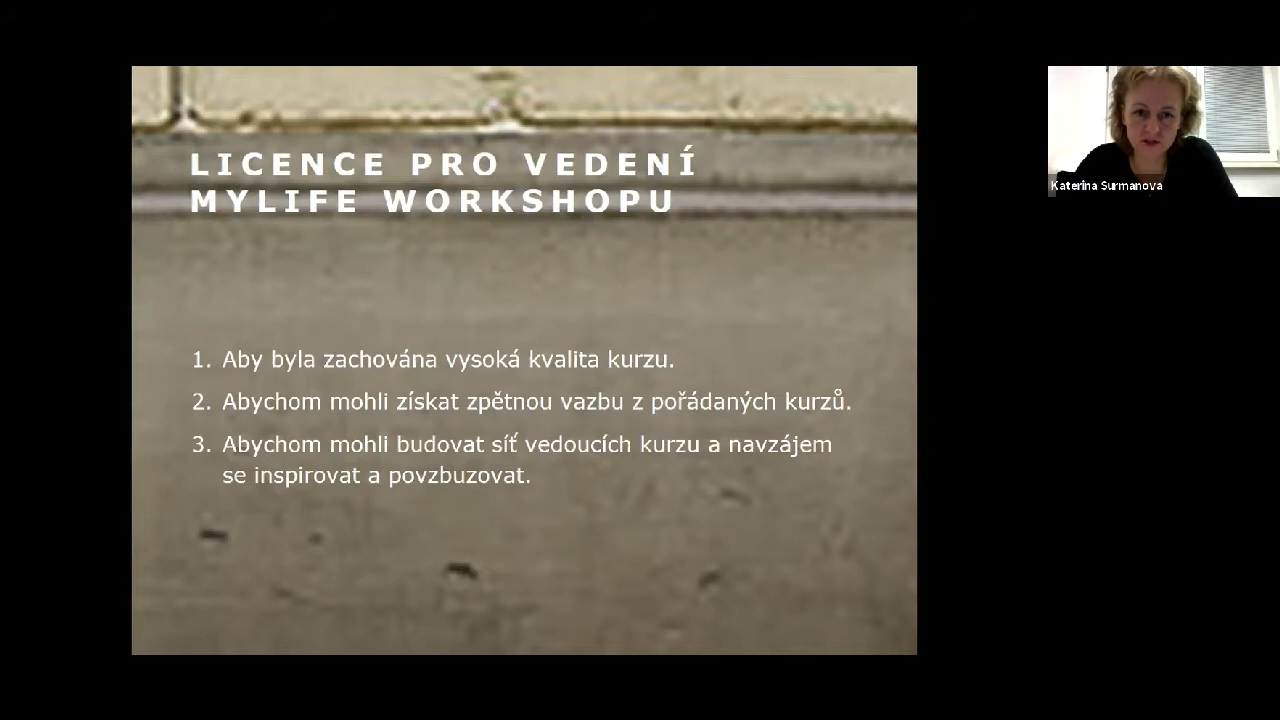 LICENCE PRO VEDENÍ
MYLIFE WORKSHOPU
1. Aby byla zachována vysoká kvalita kurzu.
2. Abychom mohli získat zpětnou vazbu z pořádaných kurzů.
3. Abychom mohli budovat síť vedoucích kurzu a navzájem
se inspirovat a povzbuzovat.
Katerina Surmanova